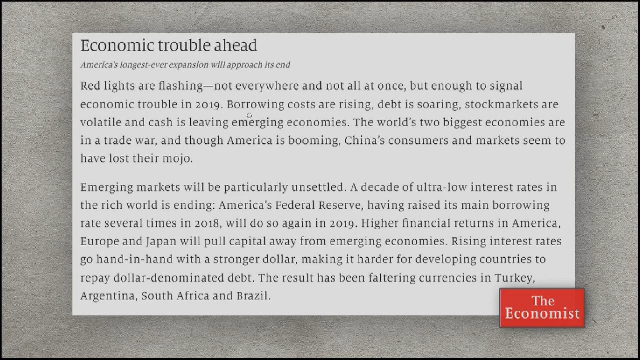 Economic trouble ahead
America's longest-ever expansion will approach its end
Red lights are flashing—not everywhere and not all at once, but enough to signal
economic trouble in 2019. Borrowing costs are rising, debt is soaring, stockmarkets are
volatile and cash is leaving emerging economies. The world's two biggest economies are
in a trade war, and though America is booming, China's consumers and markets seem to
have lost their mojo.
Emerging markets will be particularly unsettled. A decade of ultra-low interest rates in
the rich world is ending: America's Federal Reserve, having raised its main borrowing
rate several times in 2018, will do so again in 2019. Higher financial returns in America,
Europe and Japan will pull capital away from emerging economies. Rising interest rates
go hand-in-hand with a stronger dollar, making it harder for developing countries to
repay dollar-denominated debt. The result has been faltering currencies in Turkey,
Argentina, South Africa and Brazil.
The
Economist